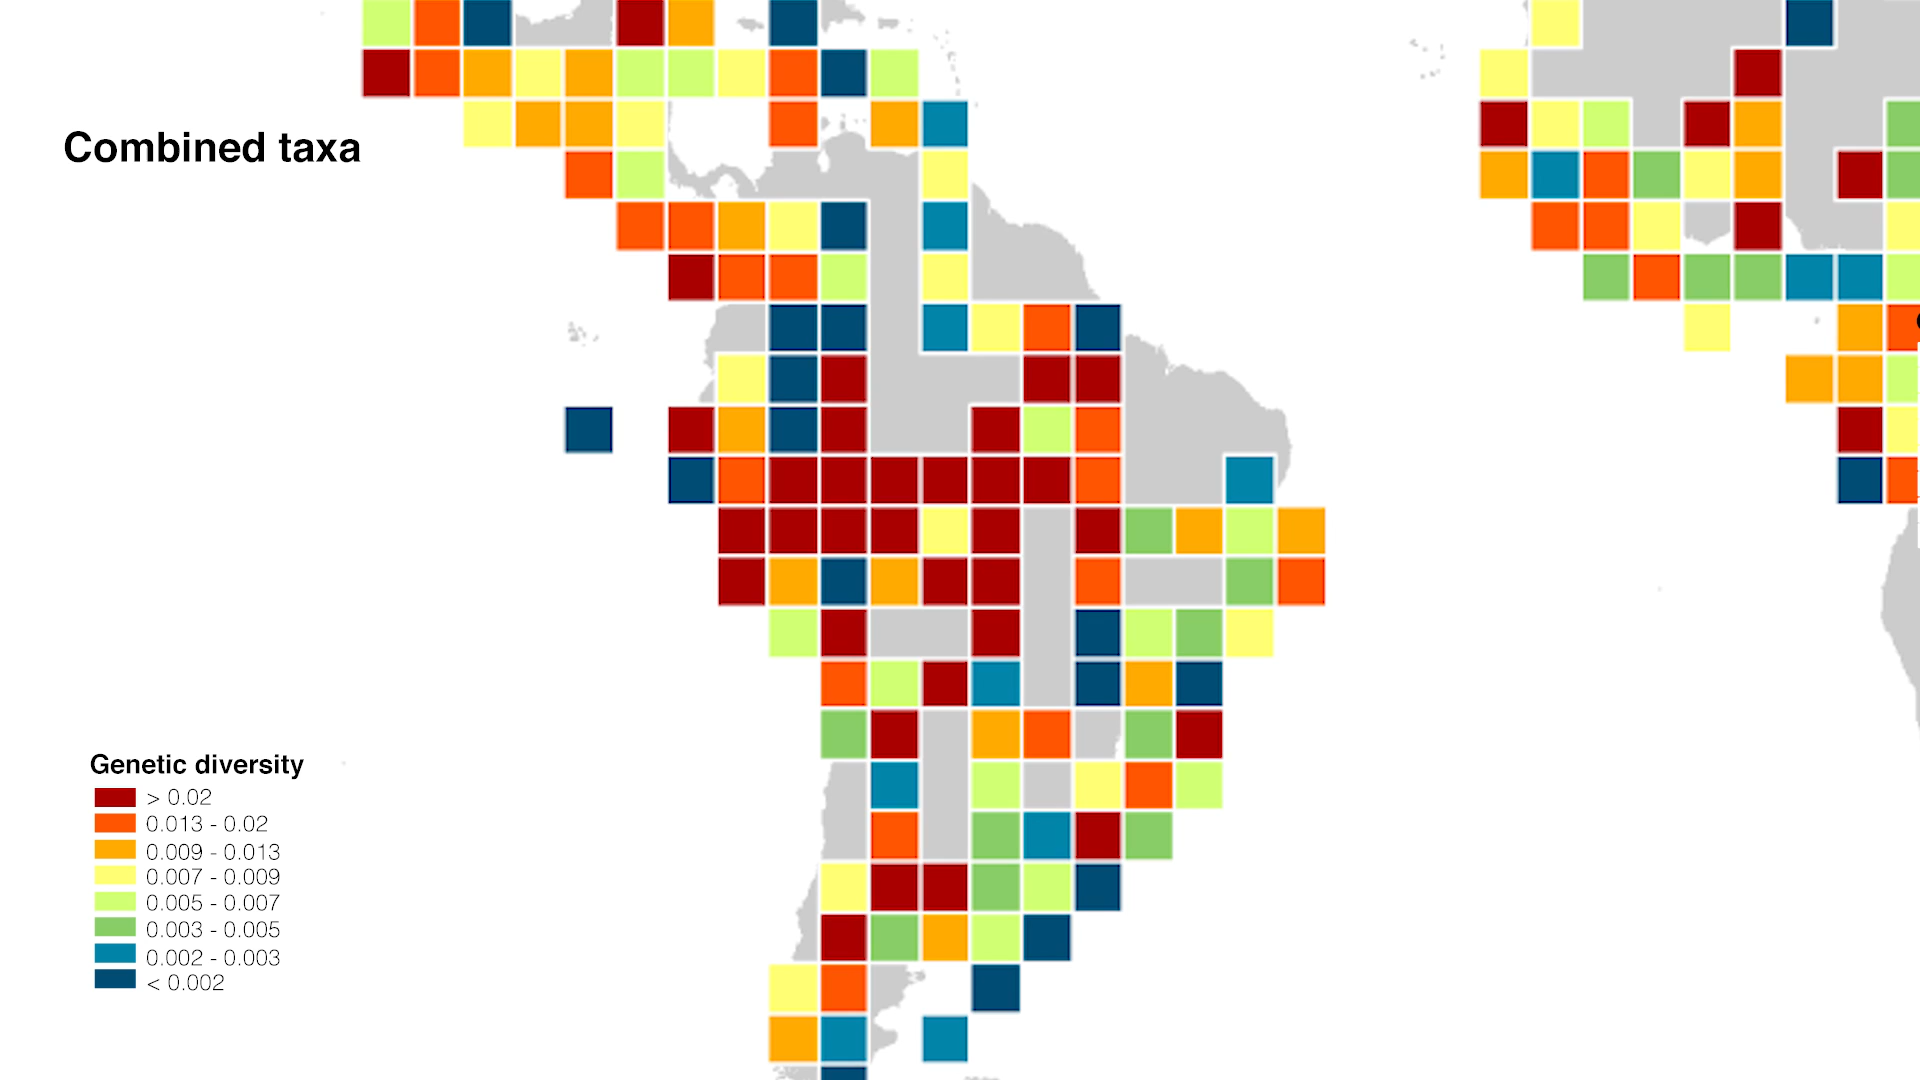 Combined taxa
Genetic diversity
> 0.02
0.013 - 0.02
0.009 - 0.013
0.007 - 0.009
0.005 - 0.007
0.003 - 0.005
0.002 - 0.003
< 0.002